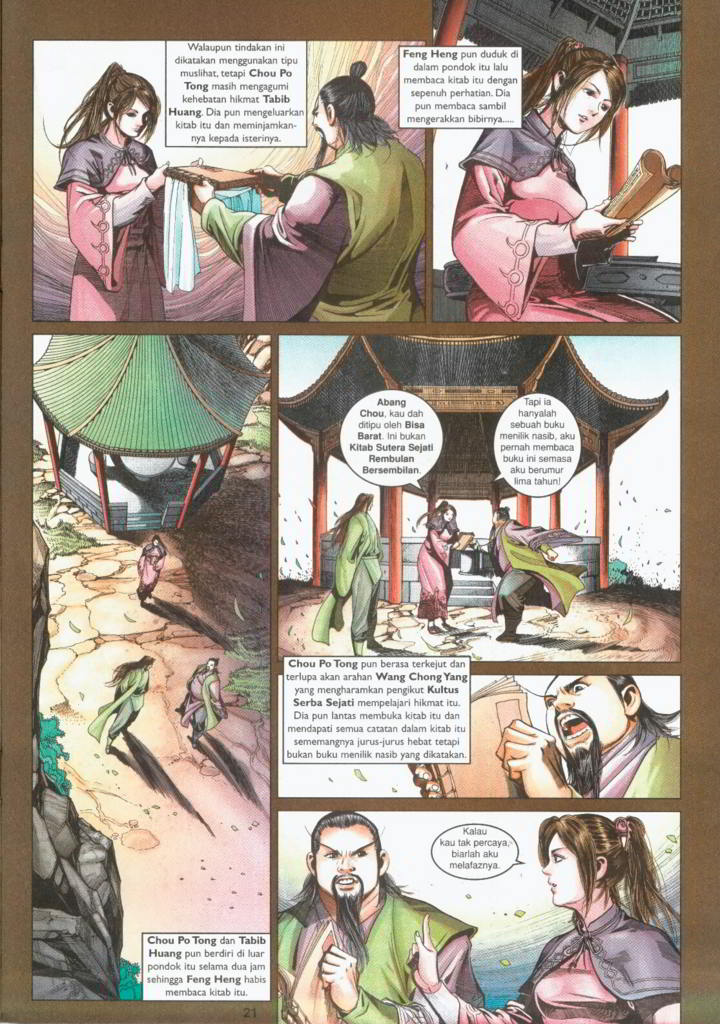 Walaupun tindakan ini
dikatakan menggunakan tipu
muslihat, tetapi Chou Po
Tong masih mengagumi
kehebatan hikmat Tabib
Huang. Dia pun mengeluarkan
kitab itu dan meminjamkan-
nya kepada isterinya.
Feng Heng pun duduk di
dalam pondok itu lalu
membaca kitab itu dengan
sepenuh perhatian. Dia
pun membaca sambil
mengerakkan bibirnya.....
Chou Po Tong dan Tabib
Huang pun berdiri di luar
pondok itu selama dua jam
sehingga Feng Heng habis
membaca kitab itu.
Abang
Chou, kau dah
ditipu oleh Bisa
Barat. Ini bukan
Kitab Sutera Sejati
Rembulan
Bersembilan.
Tapi ia
hanyalah
sebuah buku
menilik nasib, aku
pernah membaca
buku ini semasa
aku berumur
lima tahun!
Chou Po Tong pun berasa terkejut dan
terlupa akan arahan Wang Chong Yang
yang mengharamkan pengikut Kultus
Serba Sejati mempelajari hikmat itu.
Dia pun lantas membuka kitab itu dan
mendapati semua catatan dalam kitab itu
sememangnya jurus-jurus hebat tetapi
bukan buku menilik nasib yang dikatakan.
Kalau
kau tak percaya,
biarlah aku
melafaznya.
21